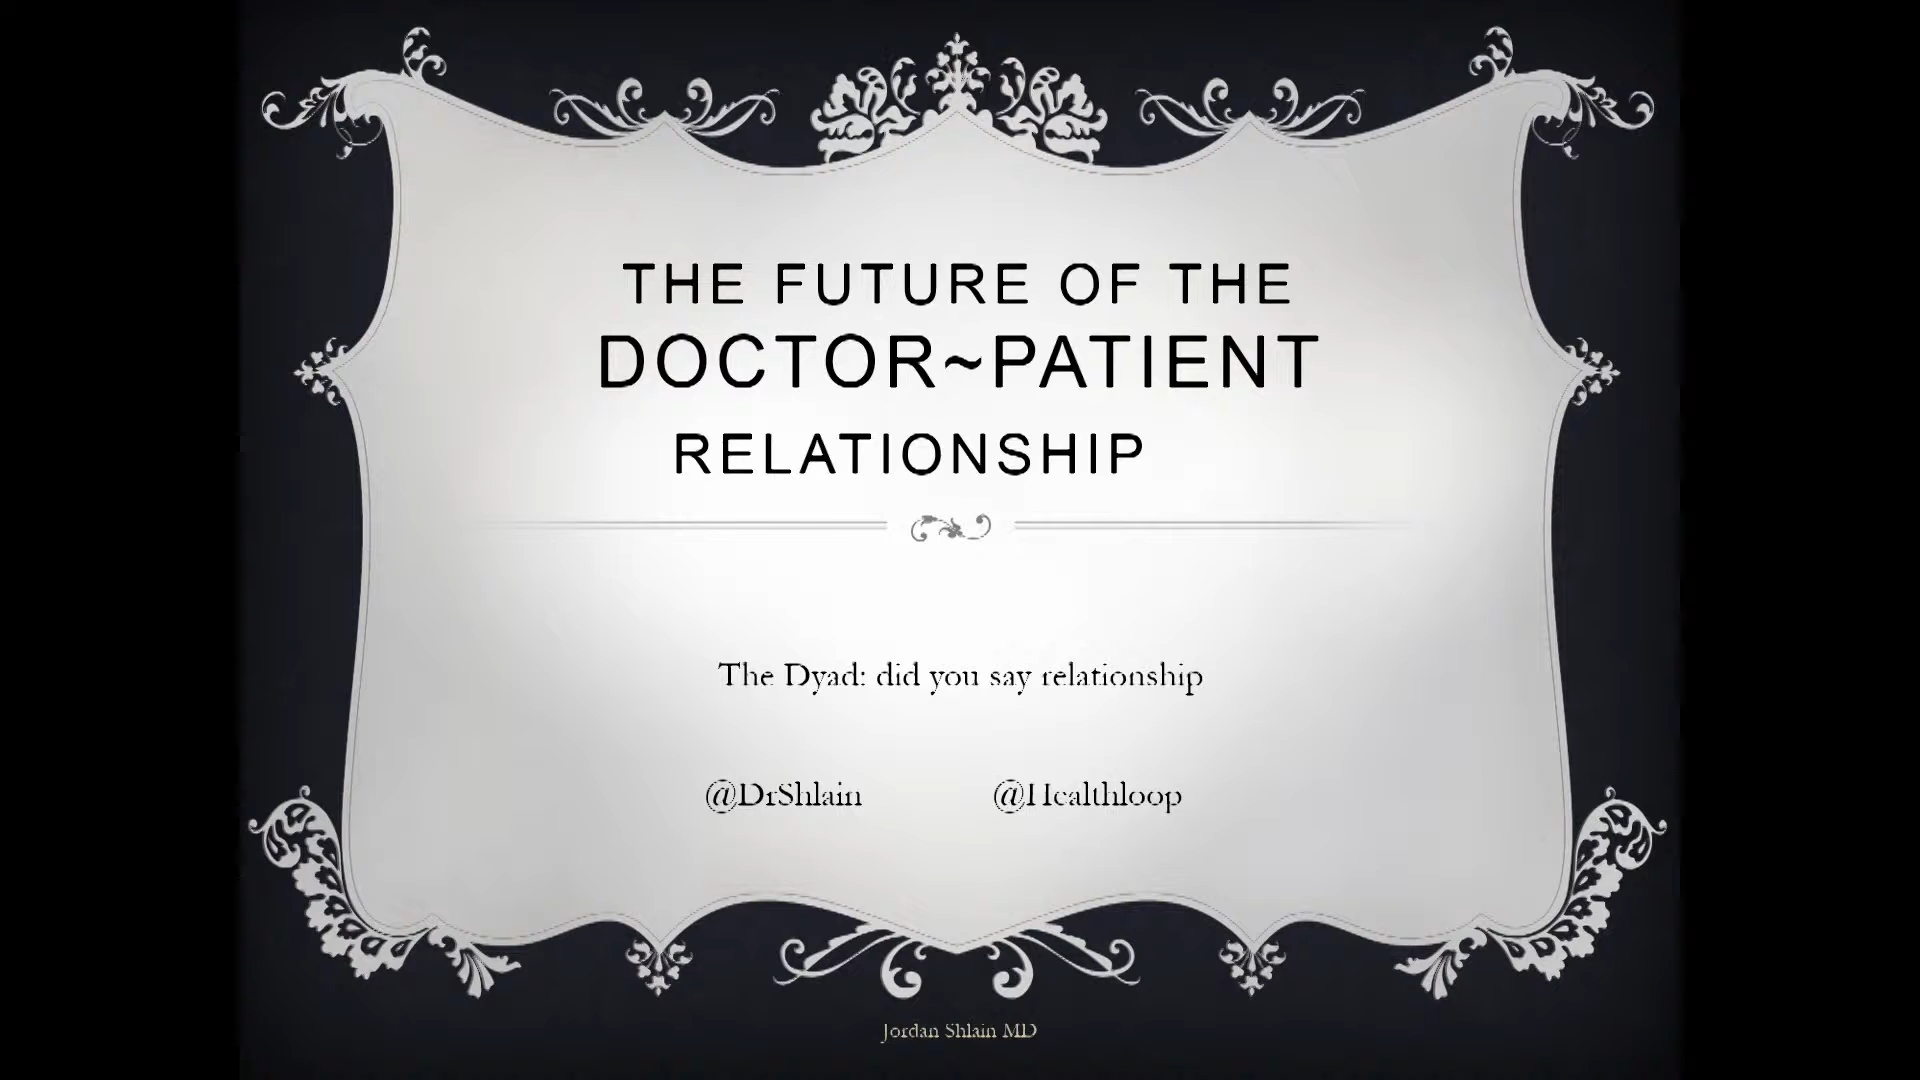 THE FUTURE OF THE
DOCTOR~PATIENT
RELATIONSHIP
The Dyad: did you say relationship
@DrShlain @Healthloop
Jordan Shlain MD